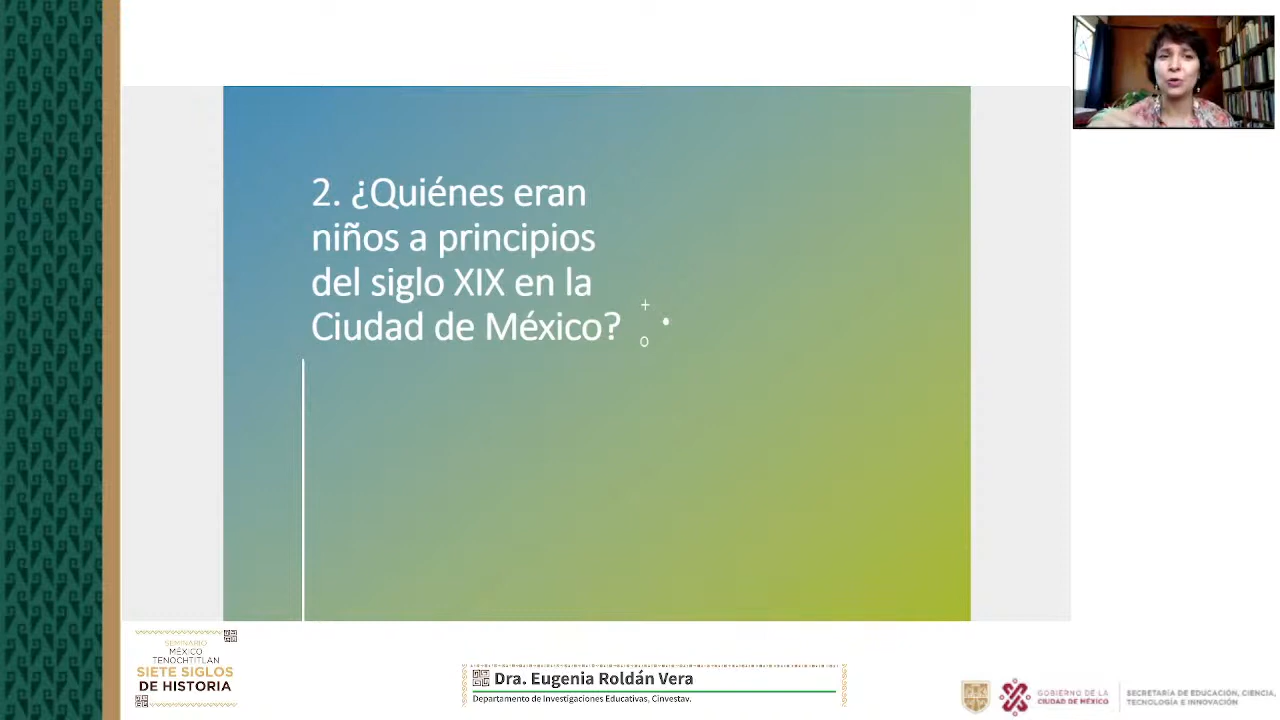 2. ¿Quiénes eran
niños a principios
del siglo XIX en la
Ciudad de México?
SEMINARIO
MÉXICO
TENOCHTITLAN
SIETE SIGLOS
DE HISTORIA
Dra. Eugenia Roldán Vera
Departamento de Investigaciones Educativas, Cinvestav.
GOBIERNO DE LA
CIUDAD DE MÉXICO
SECRETARÍA DE EDUCACIÓN, CIENCIA,
TECNOLOGÍA E INNOVACIÓN